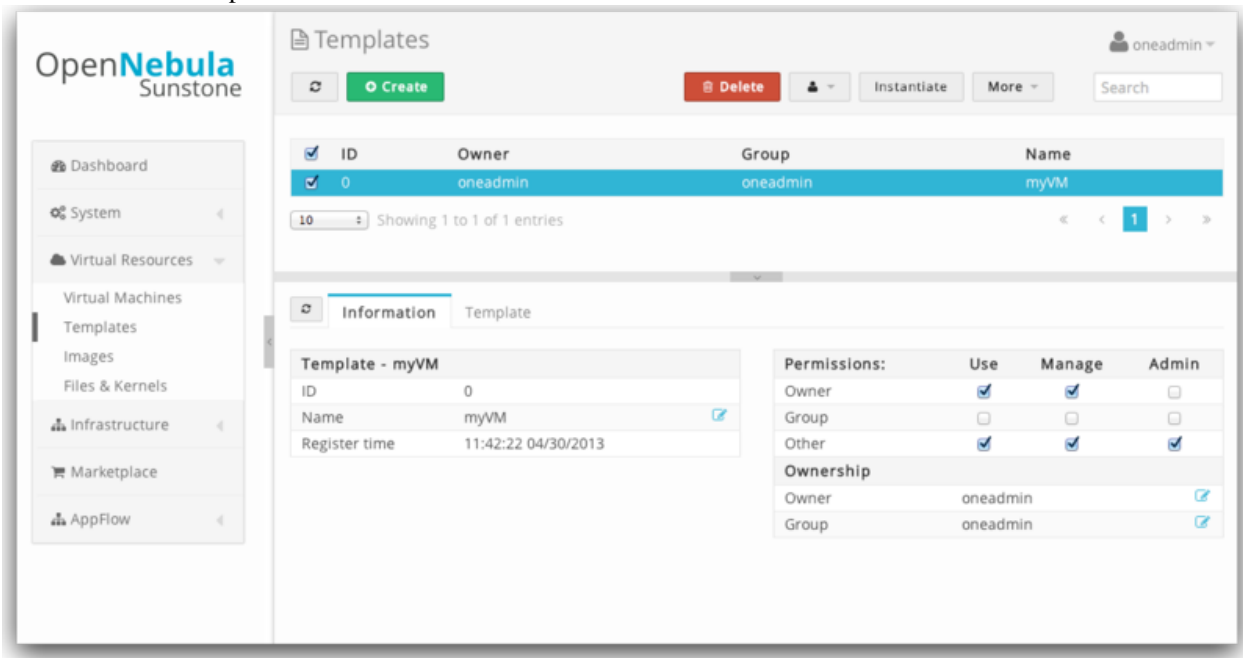 OpenNebula
Sunstone
Templates
oneadmin
Create
Delete
Instantiate
More
Search
Dashboard
System
Virtual Resources
Virtual Machines
Templates
Images
Files & Kernels
Infrastructure
Marketplace
AppFlow
ID Owner Group Name
0 oneadmin oneadmin myVM
10 Showing 1 to 1 of 1 entries
« < 1 > »
Information Template
Template - myVM
ID 0
Name myVM
Register time 11:42:22 04/30/2013
Permissions: Use Manage Admin
Owner
Group
Other
Ownership
Owner oneadmin
Group oneadmin